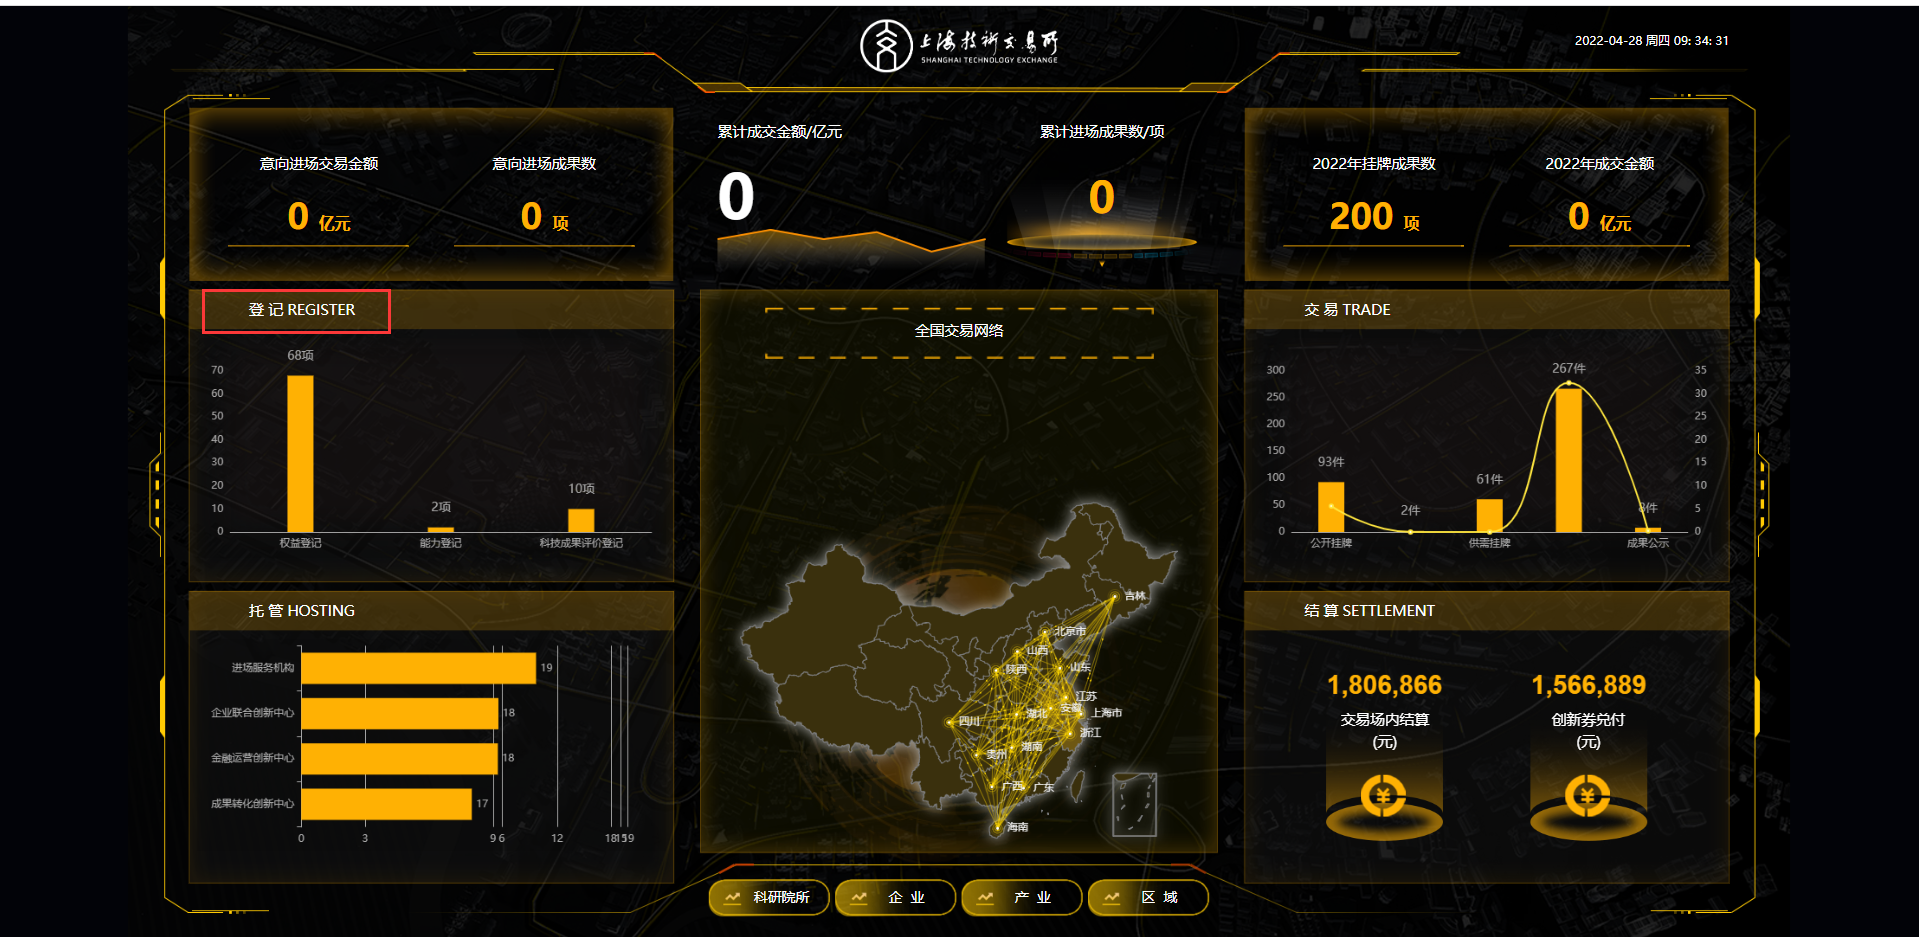 上海技术交易所
SHANGHAI TECHNOLOGY EXCHANGE
2022-04-28 周四 09: 34: 31
意向进场交易金额
0 亿元
意向进场成果数
0 项
累计成交金额/亿元
0
累计进场成果数/项
0
2022年挂牌成果数
200 项
2022年成交金额
0 亿元
登 记 REGISTER
70
60
50
40
30
20
10
0
68项
2项
10项
权益登记
能力登记
科技成果评价登记
托 管 HOSTING
进场服务机构
19
企业联合创新中心
18
金融运营创新中心
18
成果转化创新中心
17
0
3
9
6
12
18
15
19
全国交易网络
吉林
北京市
山西
陕西
山东
江苏
安徽
上海市
湖北
四川
浙江
湖南
贵州
广西
广东
海南
交 易 TRADE
300
250
200
150
100
50
0
93件
2件
61件
267件
8件
35
30
25
20
15
10
5
0
公开挂牌
供需挂牌
成果公示
结 算 SETTLEMENT
1,806,866
交易场内结算
(元)
1,566,889
创新券兑付
(元)
科研院所
企 业
产 业
区 域